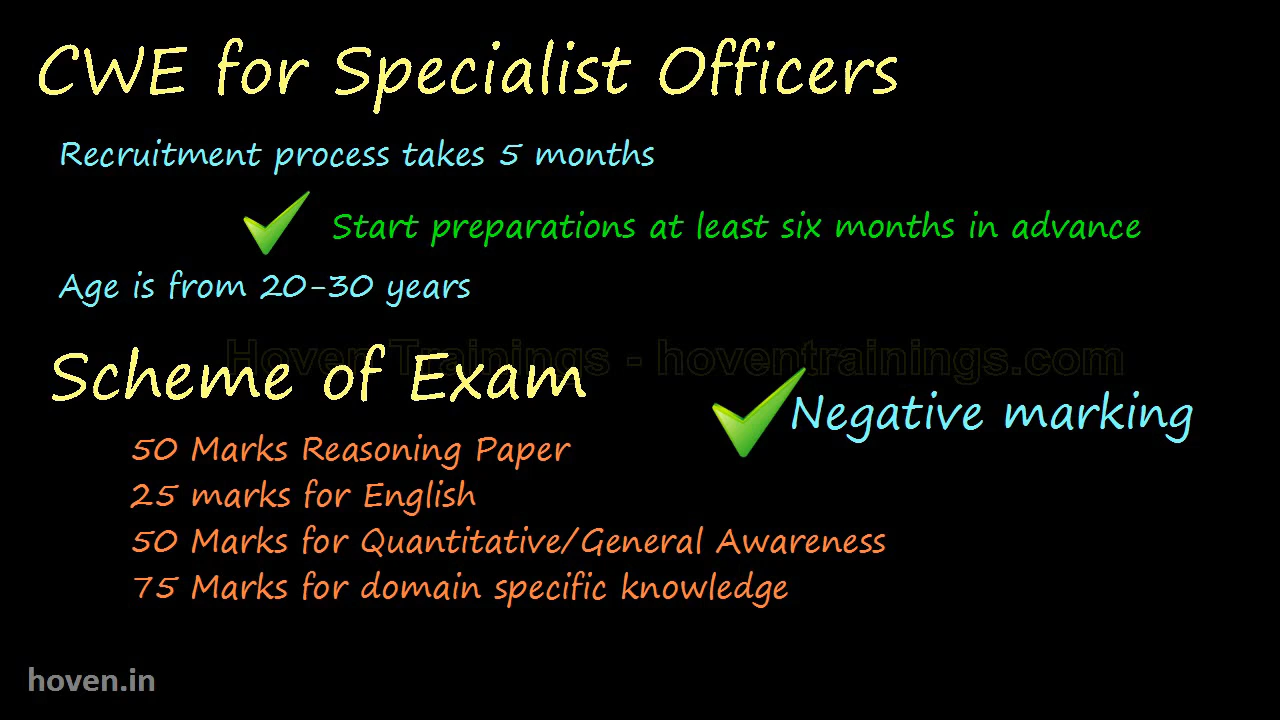 CWE for Specialist Officers
Recruitment process takes 5 months
Start preparations at least six months in advance
Age is from 20-30 years
Hoven Trainings - hoventrainings.com
Scheme of Exam
Negative marking
50 Marks Reasoning Paper
25 marks for English
50 Marks for Quantitative/General Awareness
75 Marks for domain specific knowledge
hoven.in